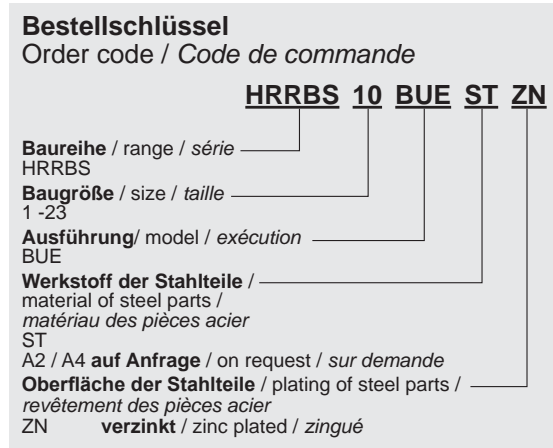 Bestellschlüssel
Order code / Code de commande
HRRBS 10 BUE ST ZN
Baureihe / range / série
HRRBS
Baugröße / size / taille
1 -23
Ausführung/ model / exécution
BUE
Werkstoff der Stahlteile /
material of steel parts /
matériau des pièces acier
ST
A2 / A4 auf Anfrage / on request / sur demande
Oberfläche der Stahlteile / plating of steel parts /
revêtement des pièces acier
ZN verzinkt / zinc plated / zingué